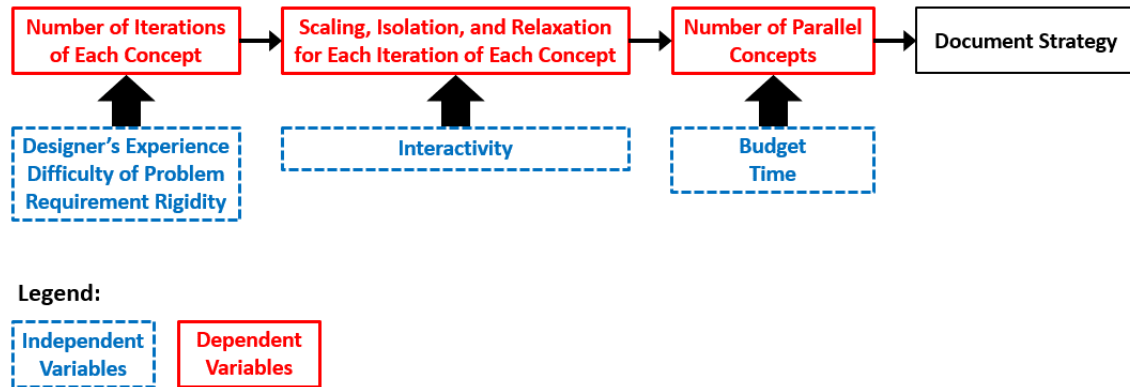 Number of Iterations
of Each Concept
Scaling, Isolation, and Relaxation
for Each Iteration of Each Concept
Number of Parallel
Concepts
Document Strategy
Designer's Experience
Difficulty of Problem
Requirement Rigidity
Interactivity
Budget
Time
Legend:
Independent
Variables
Dependent
Variables